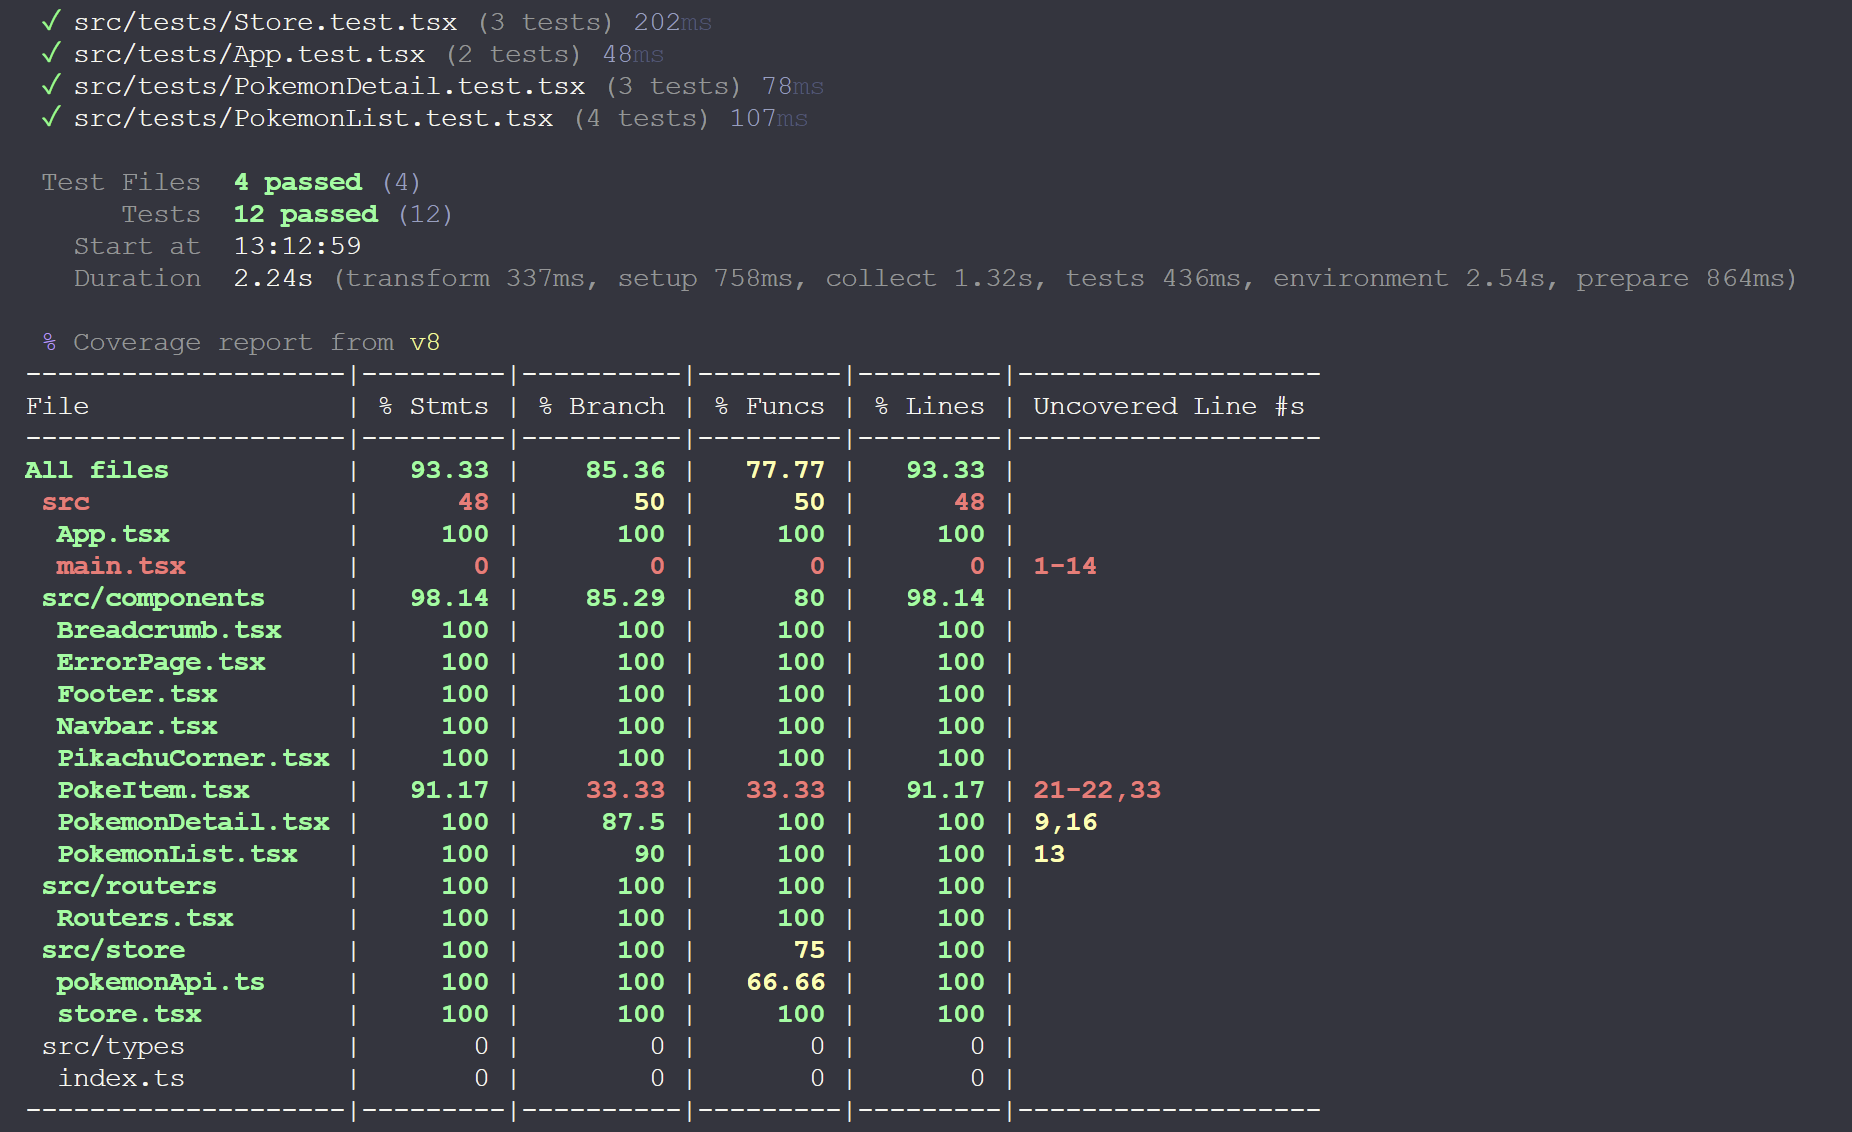 ✓ src/tests/Store.test.tsx (3 tests) 202ms
✓ src/tests/App.test.tsx (2 tests) 48ms
✓ src/tests/PokemonDetail.test.tsx (3 tests) 78ms
✓ src/tests/PokemonList.test.tsx (4 tests) 107ms
Test Files 4 passed (4)
Tests 12 passed (12)
Start at 13:12:59
Duration 2.24s (transform 337ms, setup 758ms, collect 1.32s, tests 436ms, environment 2.54s, prepare 864ms)
% Coverage report from v8
--------------------|---------|----------|---------|---------|-------------------
File | % Stmts | % Branch | % Funcs | % Lines | Uncovered Line #s
--------------------|---------|----------|---------|---------|-------------------
All files | 93.33 | 85.36 | 77.77 | 93.33 |
src | 48 | 50 | 50 | 48 |
App.tsx | 100 | 100 | 100 | 100 |
main.tsx | 0 | 0 | 0 | 0 | 1-14
src/components | 98.14 | 85.29 | 80 | 98.14 |
Breadcrumb.tsx | 100 | 100 | 100 | 100 |
ErrorPage.tsx | 100 | 100 | 100 | 100 |
Footer.tsx | 100 | 100 | 100 | 100 |
Navbar.tsx | 100 | 100 | 100 | 100 |
PikachuCorner.tsx | 100 | 100 | 100 | 100 |
PokeItem.tsx | 91.17 | 33.33 | 33.33 | 91.17 | 21-22,33
PokemonDetail.tsx | 100 | 87.5 | 100 | 100 | 9,16
PokemonList.tsx | 100 | 90 | 100 | 100 | 13
src/routers | 100 | 100 | 100 | 100 |
Routers.tsx | 100 | 100 | 100 | 100 |
src/store | 100 | 100 | 75 | 100 |
pokemonApi.ts | 100 | 100 | 66.66 | 100 |
store.tsx | 100 | 100 | 100 | 100 |
src/types | 0 | 0 | 0 | 0 |
index.ts | 0 | 0 | 0 | 0 |
--------------------|---------|----------|---------|---------|-------------------